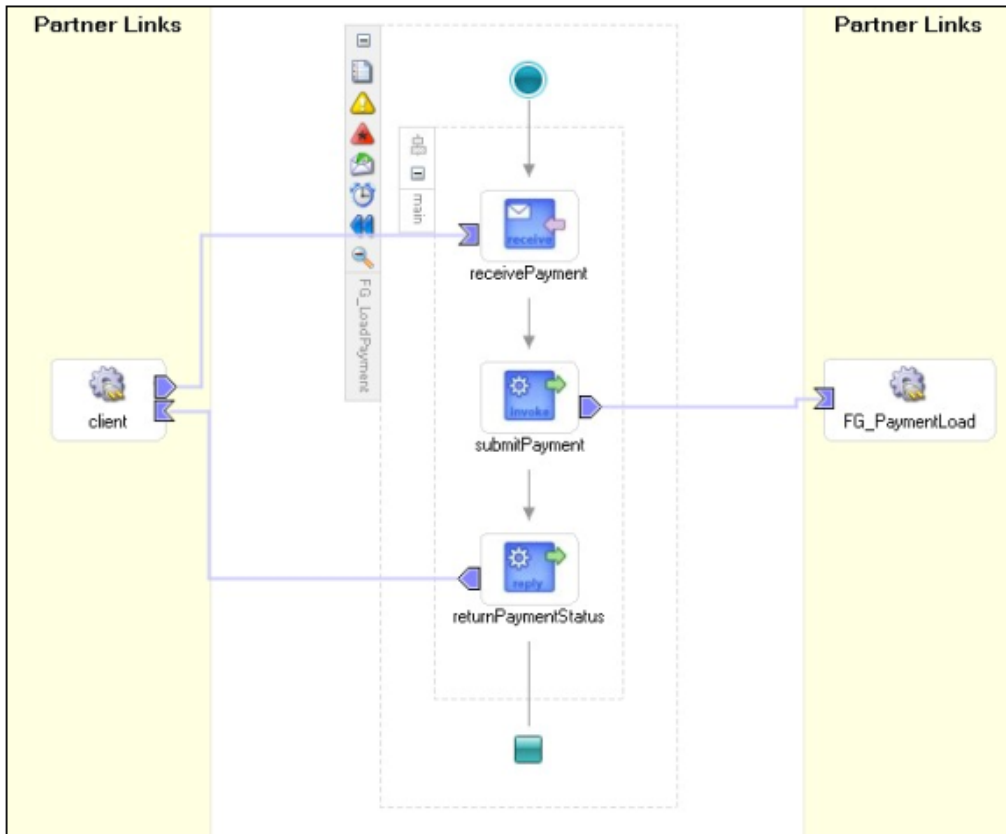 Partner Links
Partner Links
main
receive
receivePayment
FG_LoadPayment
client
invoke
submitPayment
FG_PaymentLoad
reply
returnPaymentStatus